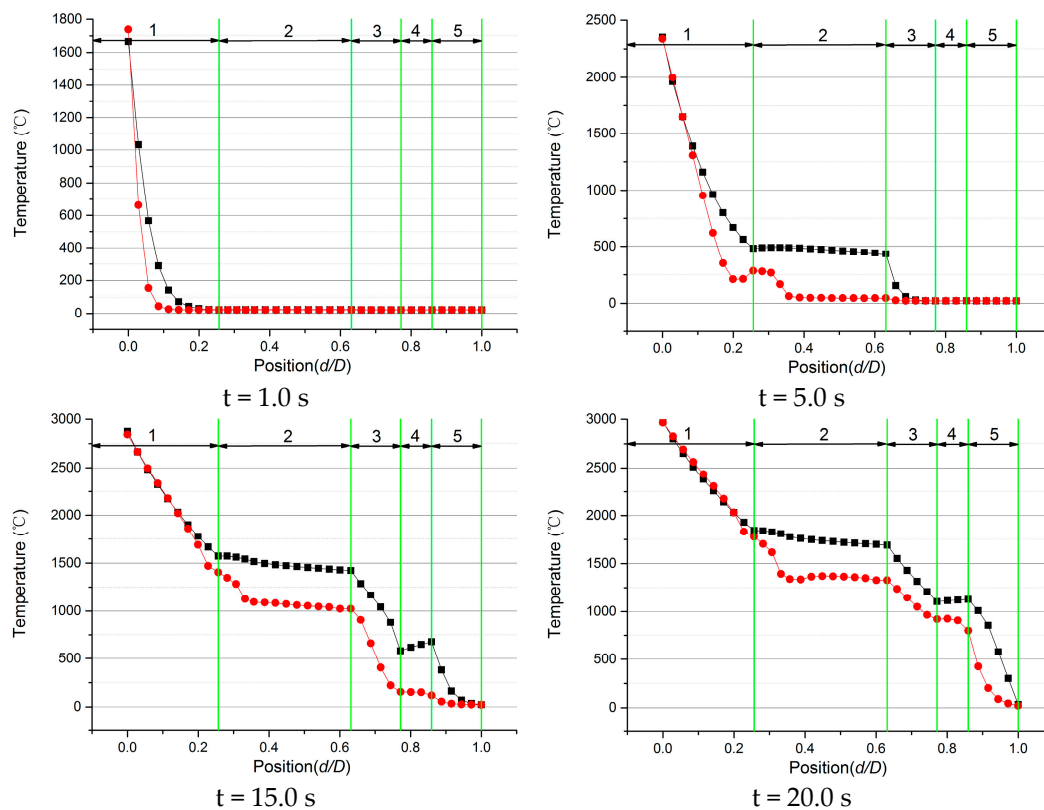 1800
1600
1400
1200
1000
800
600
400
200
0
Temperature (℃)
1 2 3 4 5
0.0 0.2 0.4 0.6 0.8 1.0
Position(d/D)
t = 1.0 s
2500
2000
1500
1000
500
0
Temperature (℃)
1 2 3 4 5
0.0 0.2 0.4 0.6 0.8 1.0
Position(d/D)
t = 5.0 s
3000
2500
2000
1500
1000
500
0
Temperature (℃)
1 2 3 4 5
0.0 0.2 0.4 0.6 0.8 1.0
Position(d/D)
t = 15.0 s
3000
2500
2000
1500
1000
500
0
Temperature (℃)
1 2 3 4 5
0.0 0.2 0.4 0.6 0.8 1.0
Position(d/D)
t = 20.0 s